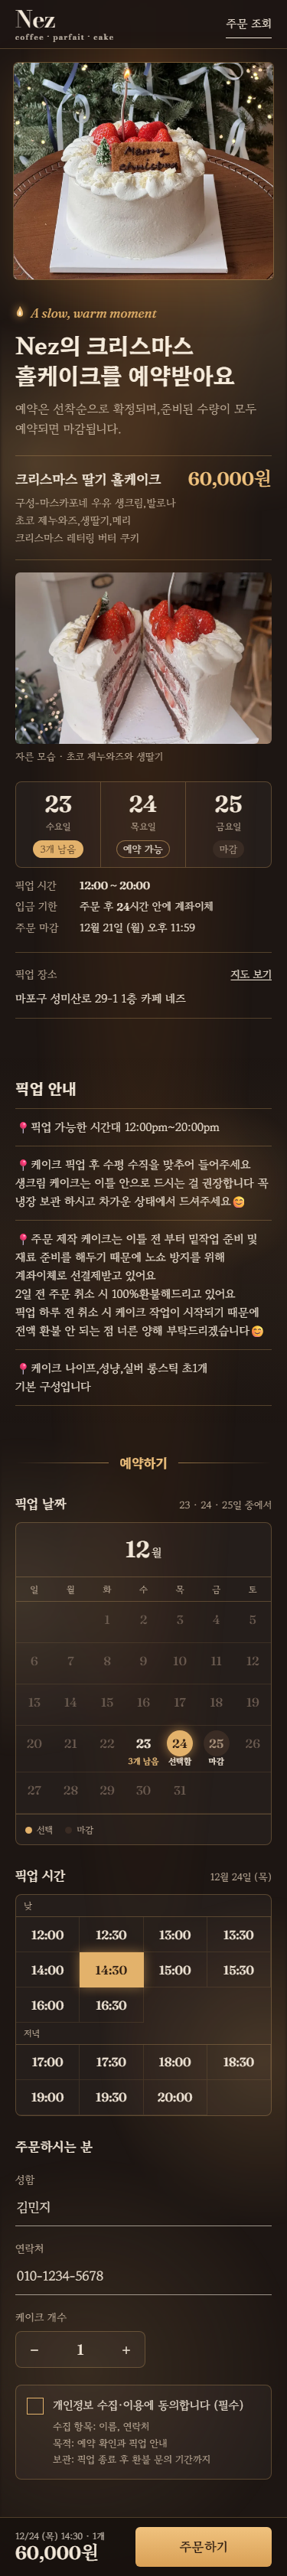 Nez
coffee · parfait · cake
주문 조회
Merry
Christmas
A slow, warm moment
Nez의 크리스마스
홀케이크를 예약받아요
예약은 선착순으로 확정되며,준비된 수량이 모두
예약되면 마감됩니다.
크리스마스 딸기 홀케이크
60,000원
구성-마스카포네 우유 생크림,발로나
초코 제누와즈,생딸기,메리
크리스마스 레터링 버터 쿠키
자른 모습 · 초코 제누와즈와 생딸기
23 24 25
수요일 목요일 금요일
3개 남음 예약 가능 마감
픽업 시간 12:00 ~ 20:00
입금 기한 주문 후 24시간 안에 계좌이체
주문 마감 12월 21일 (월) 오후 11:59
픽업 장소 지도 보기
마포구 성미산로 29-1 1층 카페 네즈
픽업 안내
📍픽업 가능한 시간대 12:00pm~20:00pm
📍케이크 픽업 후 수평 수직을 맞추어 들어주세요
생크림 케이크는 이틀 안으로 드시는 걸 권장합니다 꼭
냉장 보관 하시고 차가운 상태에서 드셔주세요😊
📍주문 제작 케이크는 이틀 전 부터 밑작업 준비 및
재료 준비를 해두기 때문에 노쇼 방지를 위해
계좌이체로 선결제받고 있어요
2일 전 주문 취소 시 100%환불해드리고 있어요
픽업 하루 전 취소 시 케이크 작업이 시작되기 때문에
전액 환불 안 되는 점 너른 양해 부탁드리겠습니다😊
📍케이크 나이프,성냥,실버 롱스틱 초1개
기본 구성입니다
예약하기
픽업 날짜
23 · 24 · 25일 중에서
12월
일 월 화 수 목 금 토
1 2 3 4 5
6 7 8 9 10 11 12
13 14 15 16 17 18 19
20 21 22 23 24 25 26
3개 남음 선택함 마감
27 28 29 30 31
선택 마감
픽업 시간
12월 24일 (목)
낮
12:00 12:30 13:00 13:30
14:00 14:30 15:00 15:30
16:00 16:30
저녁
17:00 17:30 18:00 18:30
19:00 19:30 20:00
주문하시는 분
성함
김민지
연락처
010-1234-5678
케이크 개수
− 1 +
개인정보 수집·이용에 동의합니다 (필수)
수집 항목: 이름, 연락처
목적: 예약 확인과 픽업 안내
보관: 픽업 종료 후 환불 문의 기간까지
12/24 (목) 14:30 · 1개
60,000원
주문하기